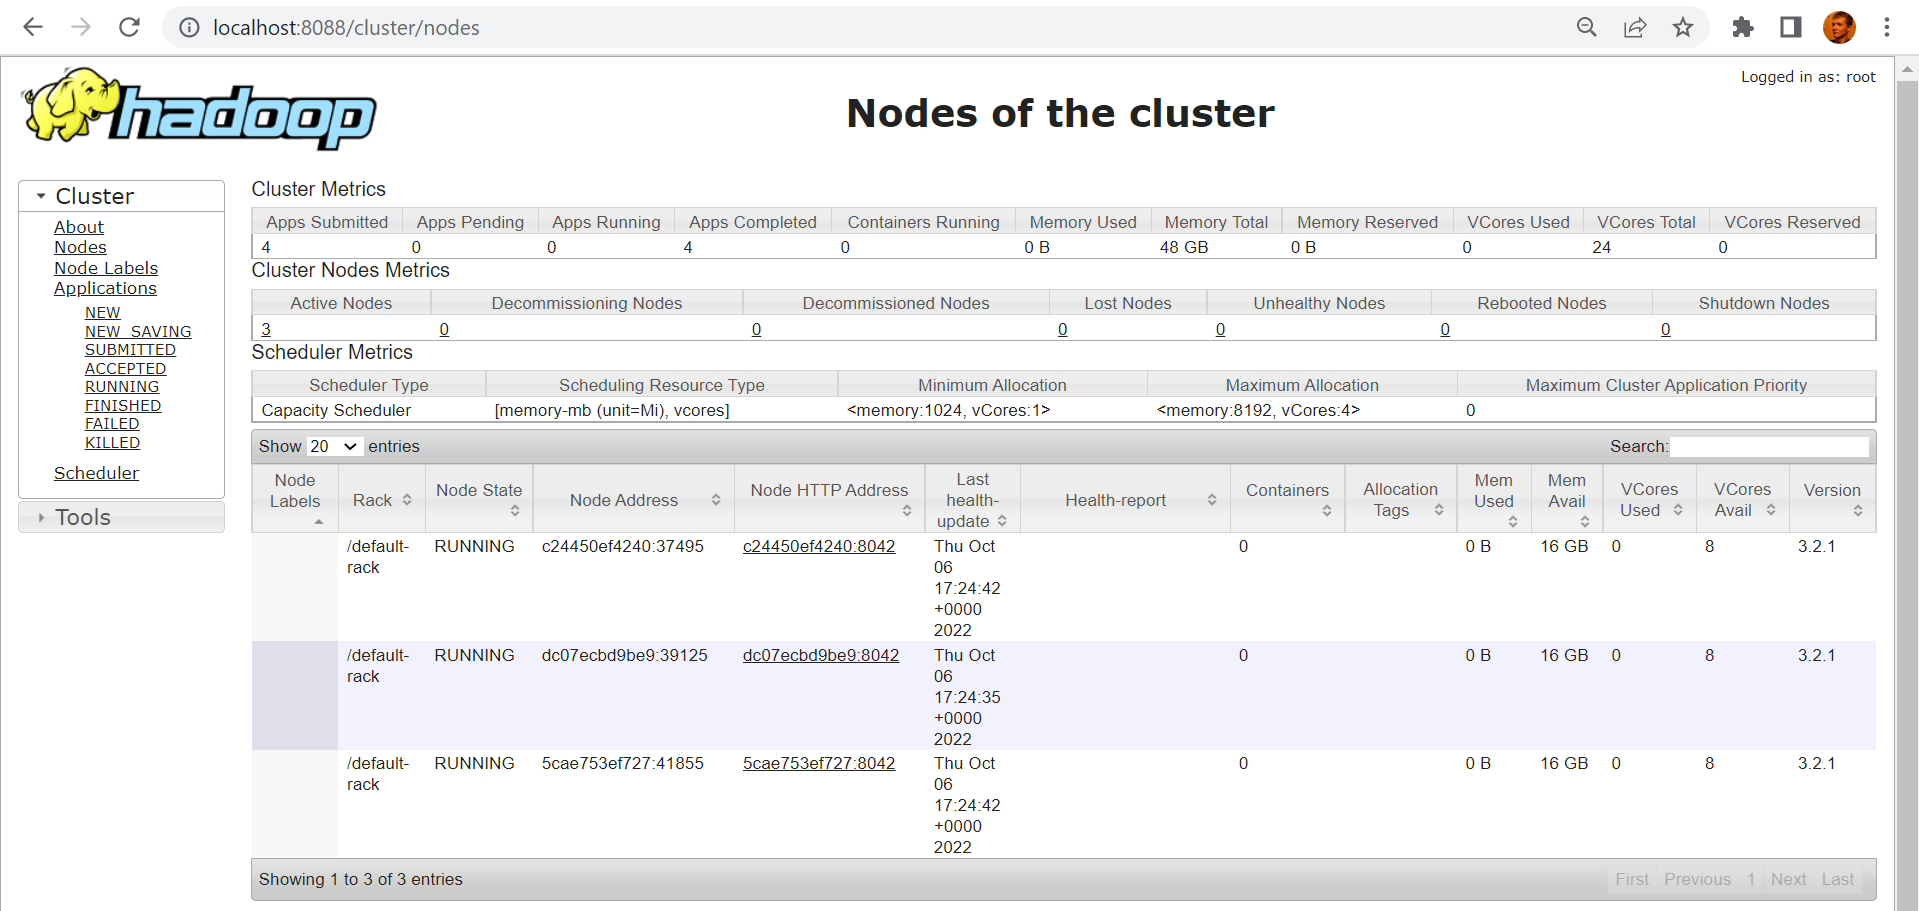 localhost:8088/cluster/nodes
Logged in as: root
hadoop
Nodes of the cluster
Cluster
About
Nodes
Node Labels
Applications
NEW
NEW_SAVING
SUBMITTED
ACCEPTED
RUNNING
FINISHED
FAILED
KILLED
Scheduler
Tools
Cluster Metrics
Apps Submitted Apps Pending Apps Running Apps Completed Containers Running Memory Used Memory Total Memory Reserved VCores Used VCores Total VCores Reserved
4 0 0 4 0 0 B 48 GB 0 B 0 24 0
Cluster Nodes Metrics
Active Nodes Decommissioning Nodes Decommissioned Nodes Lost Nodes Unhealthy Nodes Rebooted Nodes Shutdown Nodes
3 0 0 0 0 0 0
Scheduler Metrics
Scheduler Type Scheduling Resource Type Minimum Allocation Maximum Allocation Maximum Cluster Application Priority
Capacity Scheduler [memory-mb (unit=Mi), vcores] <memory:1024, vCores:1> <memory:8192, vCores:4> 0
Show 20 entries Search:
Node Labels Rack Node State Node Address Node HTTP Address Last health-update Health-report Containers Allocation Tags Mem Used Mem Avail VCores Used VCores Avail Version
/default- RUNNING c24450ef4240:37495 c24450ef4240:8042 Thu Oct 0 0 B 16 GB 0 8 3.2.1
rack 06
17:24:42
+0000
2022
/default- RUNNING dc07ecbd9be9:39125 dc07ecbd9be9:8042 Thu Oct 0 0 B 16 GB 0 8 3.2.1
rack 06
17:24:35
+0000
2022
/default- RUNNING 5cae753ef727:41855 5cae753ef727:8042 Thu Oct 0 0 B 16 GB 0 8 3.2.1
rack 06
17:24:42
+0000
2022
Showing 1 to 3 of 3 entries First Previous 1 Next Last